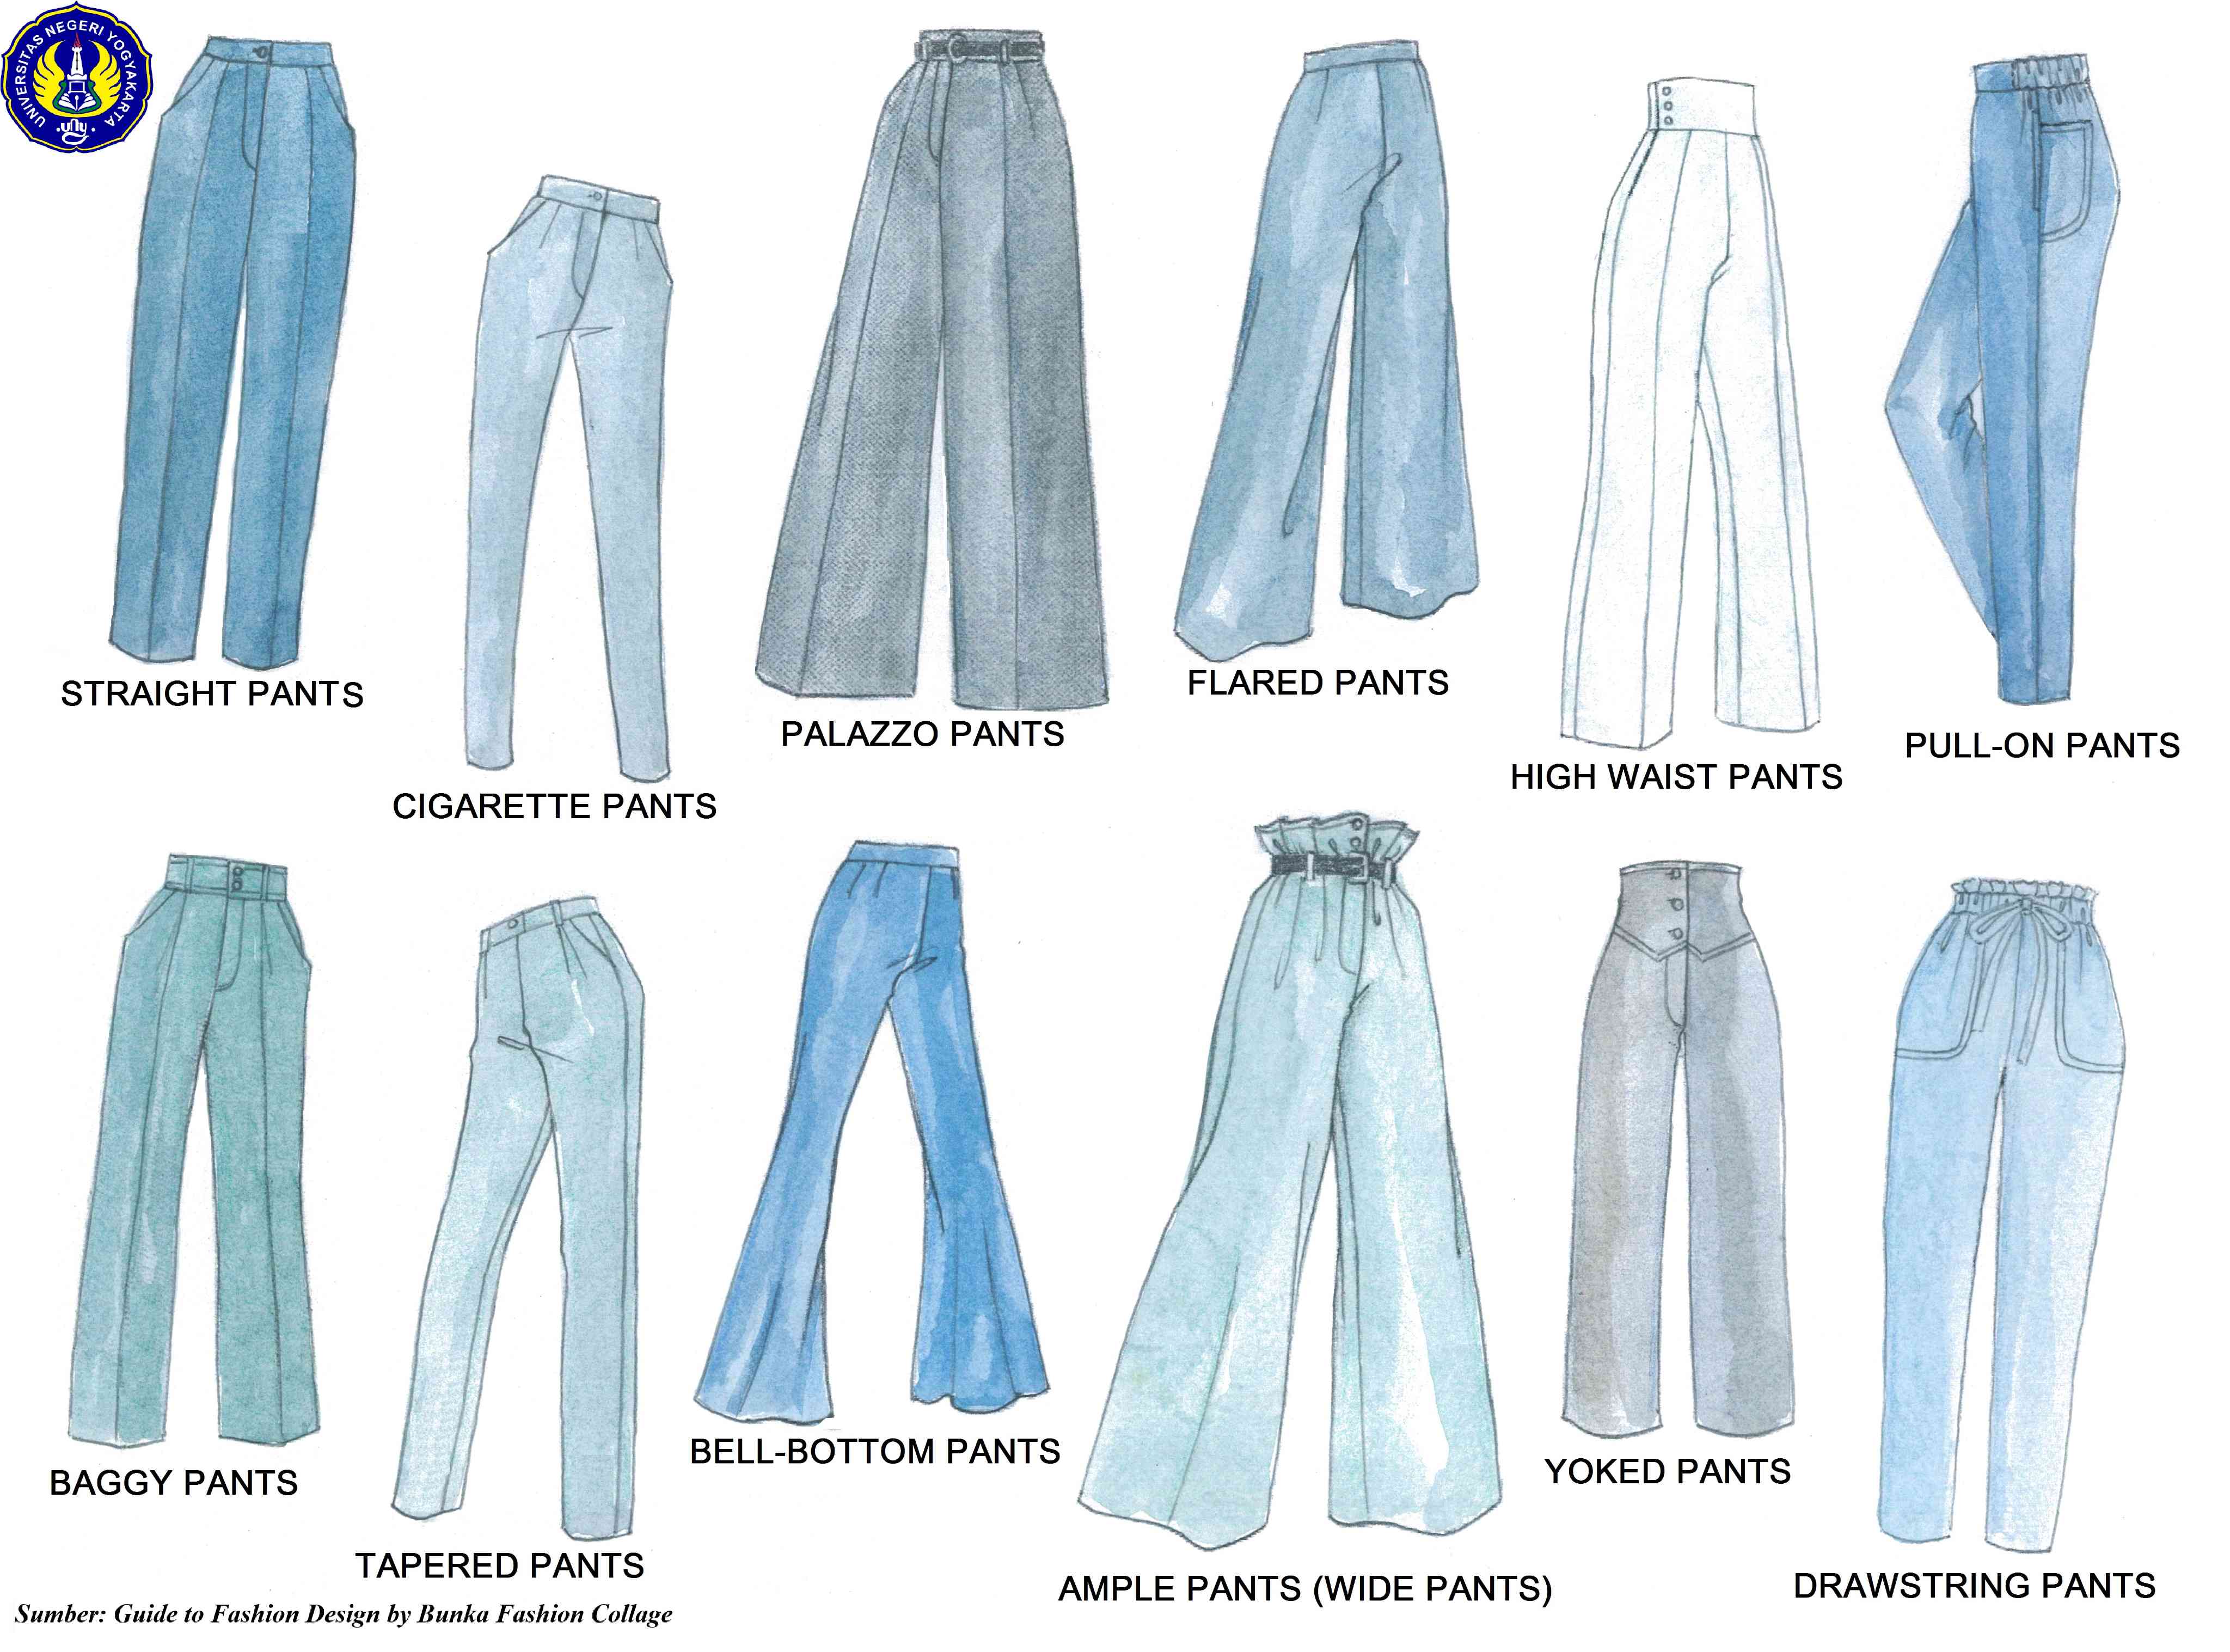 UNIVERSITAS NEGERI YOGYAKARTA
uny
STRAIGHT PANTS
CIGARETTE PANTS
PALAZZO PANTS
FLARED PANTS
HIGH WAIST PANTS
PULL-ON PANTS
BAGGY PANTS
TAPERED PANTS
BELL-BOTTOM PANTS
AMPLE PANTS (WIDE PANTS)
YOKED PANTS
DRAWSTRING PANTS
Sumber: Guide to Fashion Design by Bunka Fashion Collage